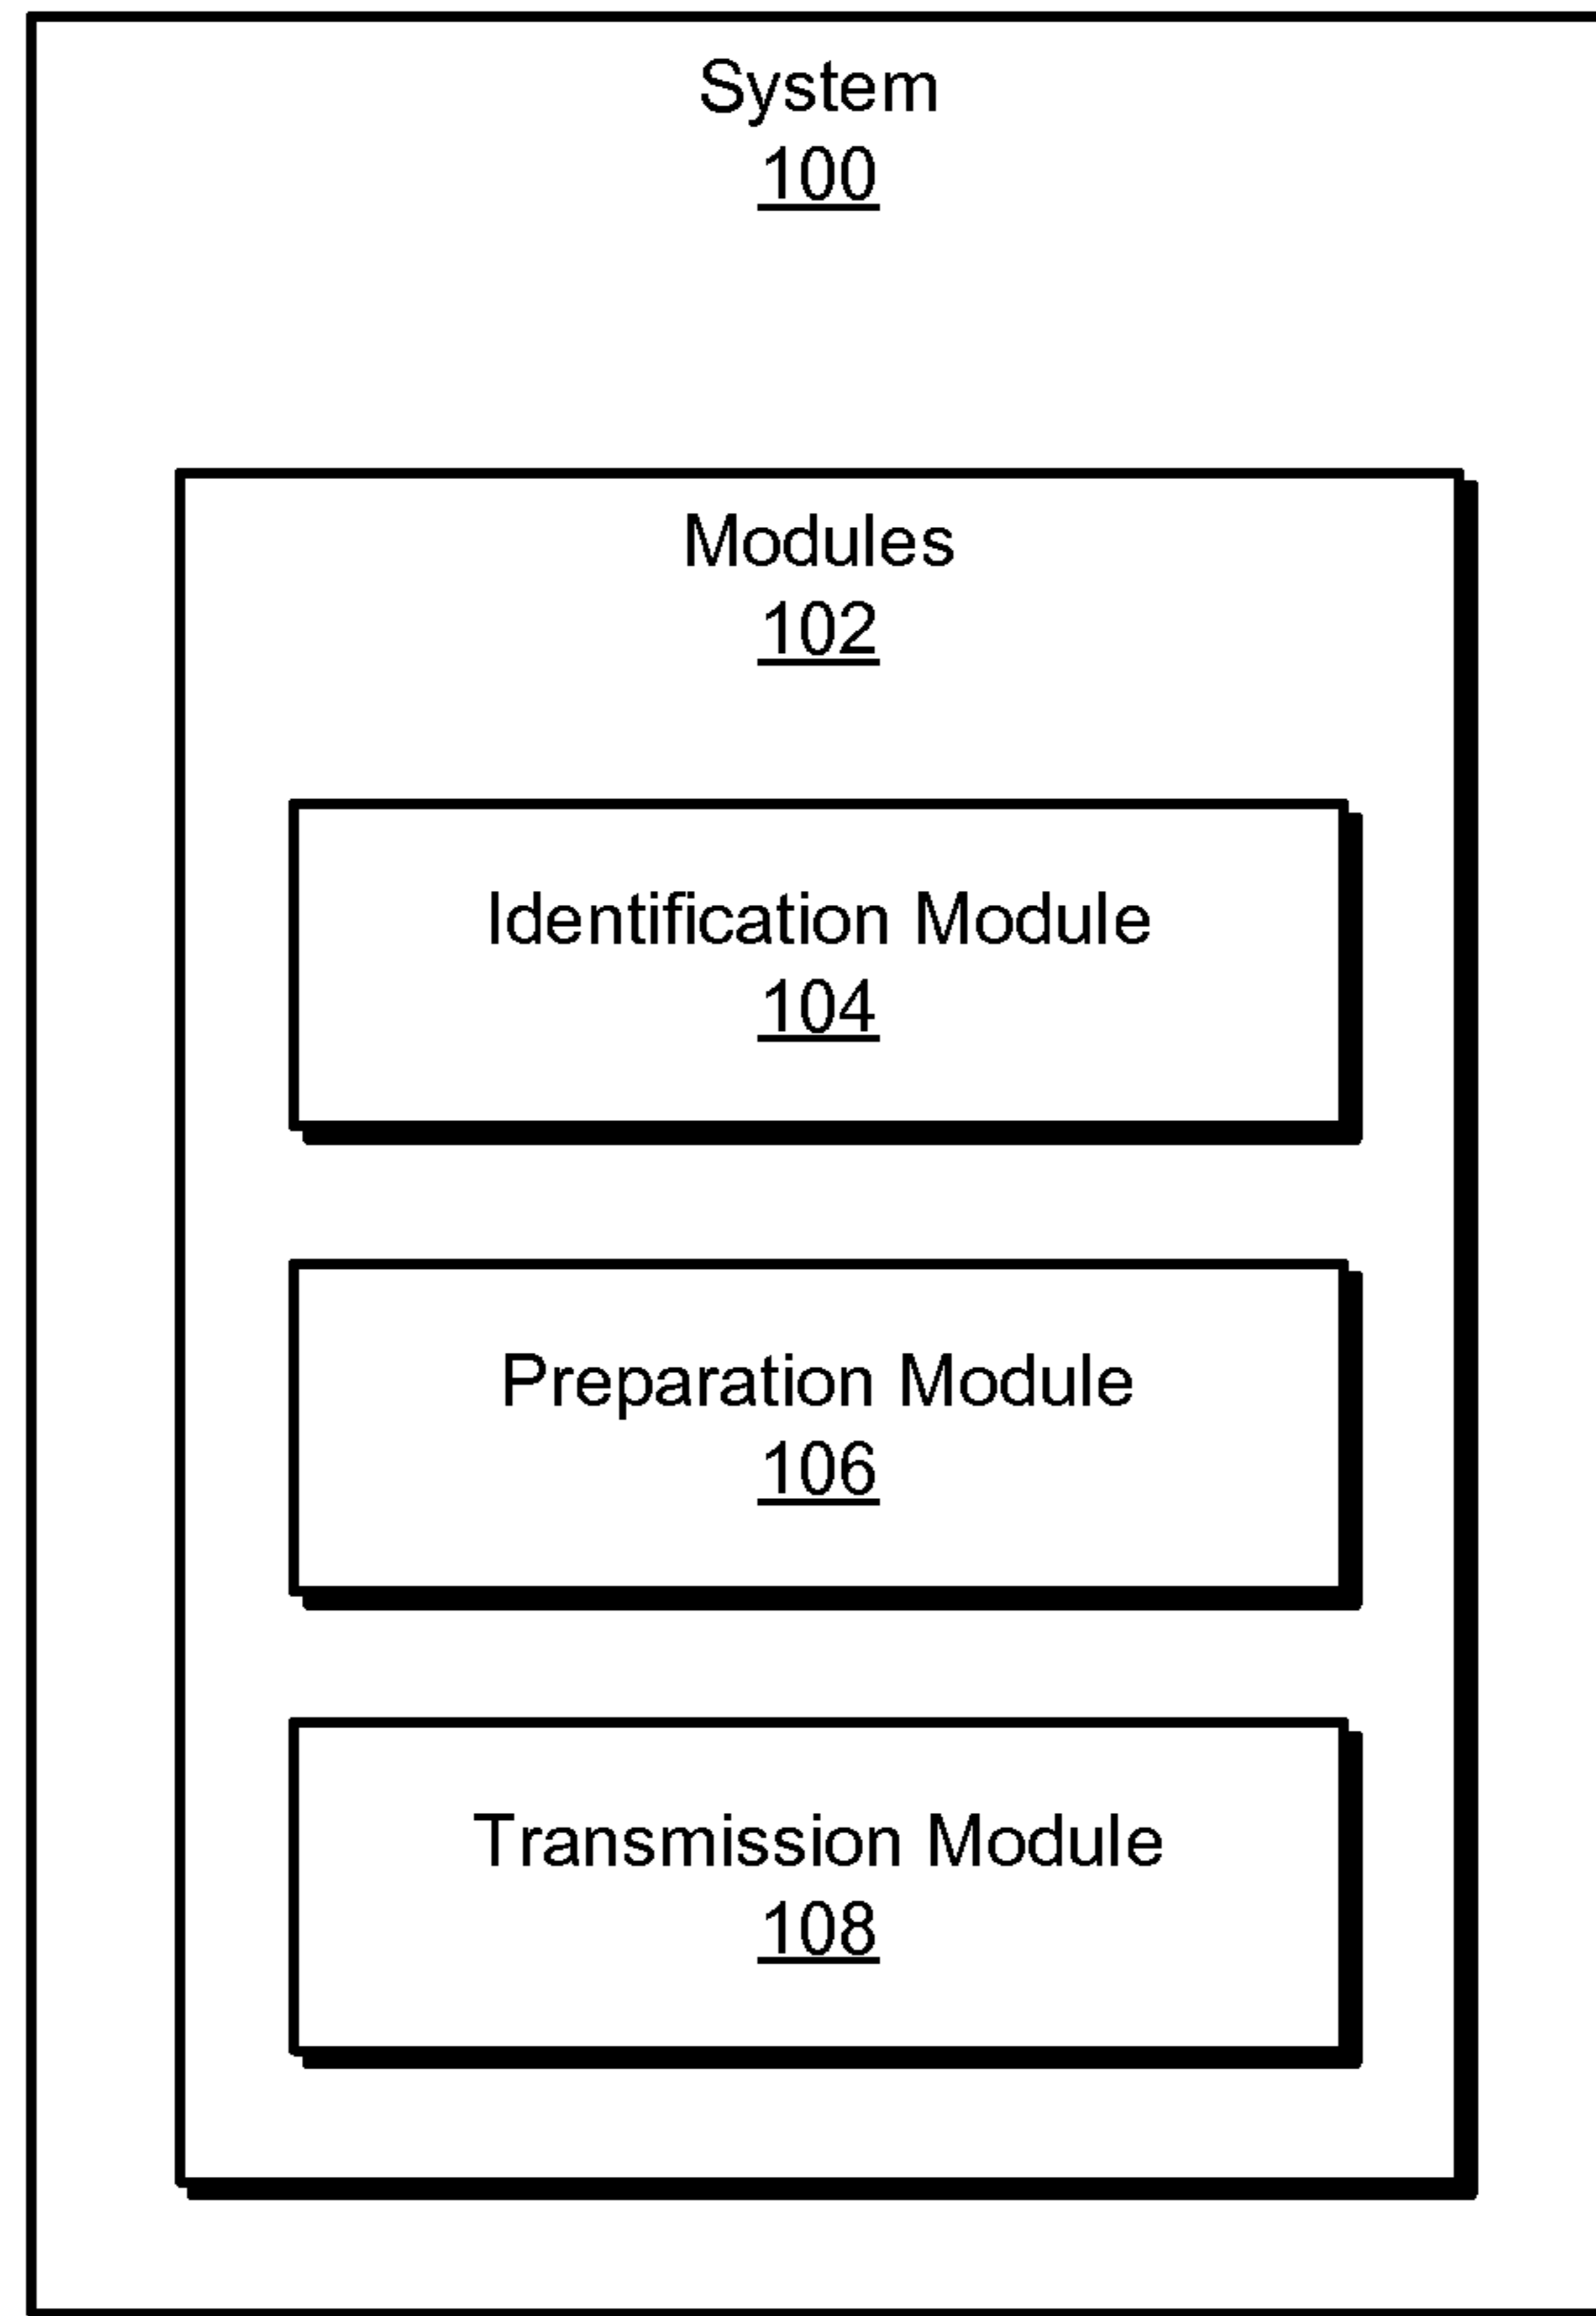 System
100
Modules
102
Identification Module
104
Preparation Module
106
Transmission Module
108